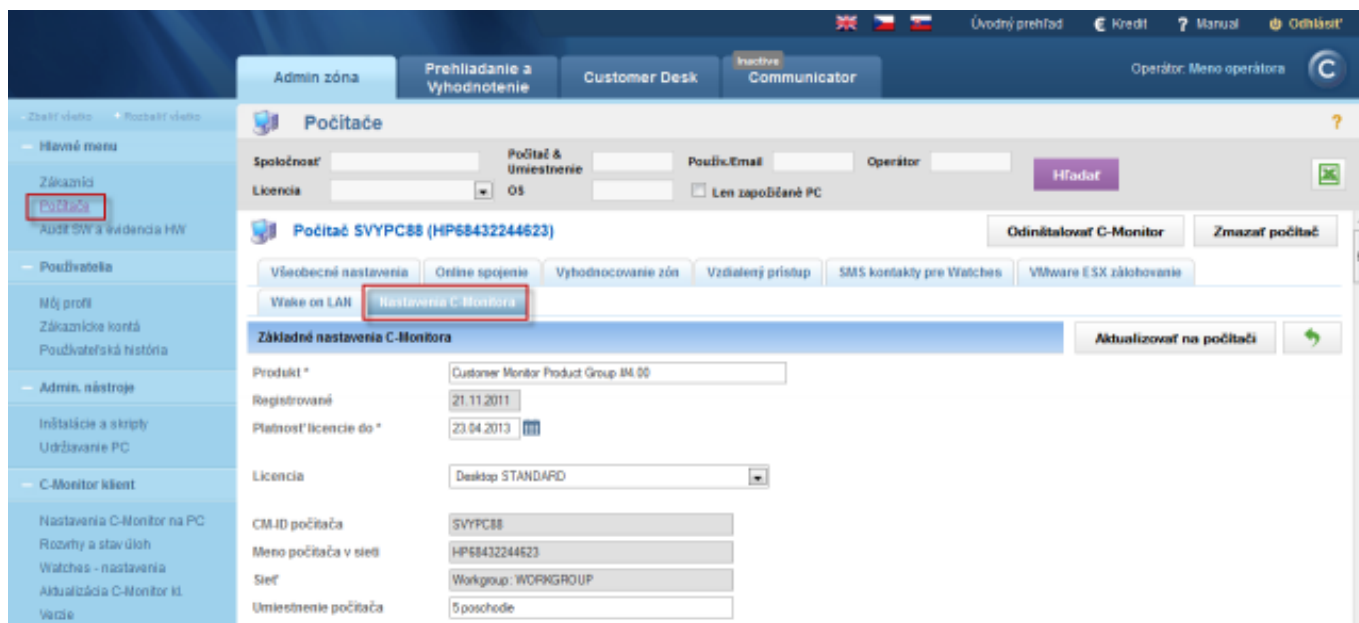 Úvodný prehľad € Kredit ? Manual Odhlásiť
Admin zóna
Prehliadanie a
Vyhodnotenie
Customer Desk
Inactive
Communicator
Operátor: Meno operátora
- Zbaliť všetko + Rozbaliť všetko
Hlavné menu
Zákazníci
Počítače
Audit SW a evidencia HW
Používatelia
Môj profil
Zákaznícke kontá
Používateľská história
Admin. nástroje
Inštalácie a skripty
Udržiavanie PC
C-Monitor klient
Nastavenia C-Monitor na PC
Rozvrhy a stav úloh
Watches - nastavenia
Aktualizácia C-Monitor kl.
Verzie
Počítače ?
Spoločnosť
Počítač &
Umiestnenie
Použív./Email
Operátor
Hľadať
Licencia
OS
Len zapožičané PC
Počítač SVYPC88 (HP68432244623)
Odinštalovať C-Monitor
Zmazať počítač
Všeobecné nastavenia Online spojenie Vyhodnocovanie zón Vzdialený prístup SMS kontakty pre Watches VMware ESX zálohovanie
Wake on LAN Nastavenia C-Monitora
Základné nastavenia C-Monitora
Aktualizovať na počítači
Produkt * Customer Monitor Product Group #4.00
Registrované 21.11.2011
Platnosť licencie do * 23.04.2013
Licencia Desktop STANDARD
CM-ID počítača SVYPC88
Meno počítača v sieti HP68432244623
Sieť Workgroup: WORKGROUP
Umiestnenie počítača 5 poschodie